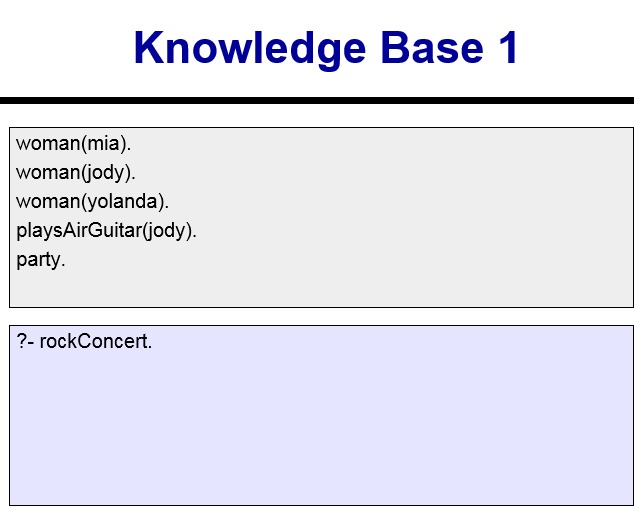 Knowledge Base 1
woman(mia).
woman(jody).
woman(yolanda).
playsAirGuitar(jody).
party.
?- rockConcert.